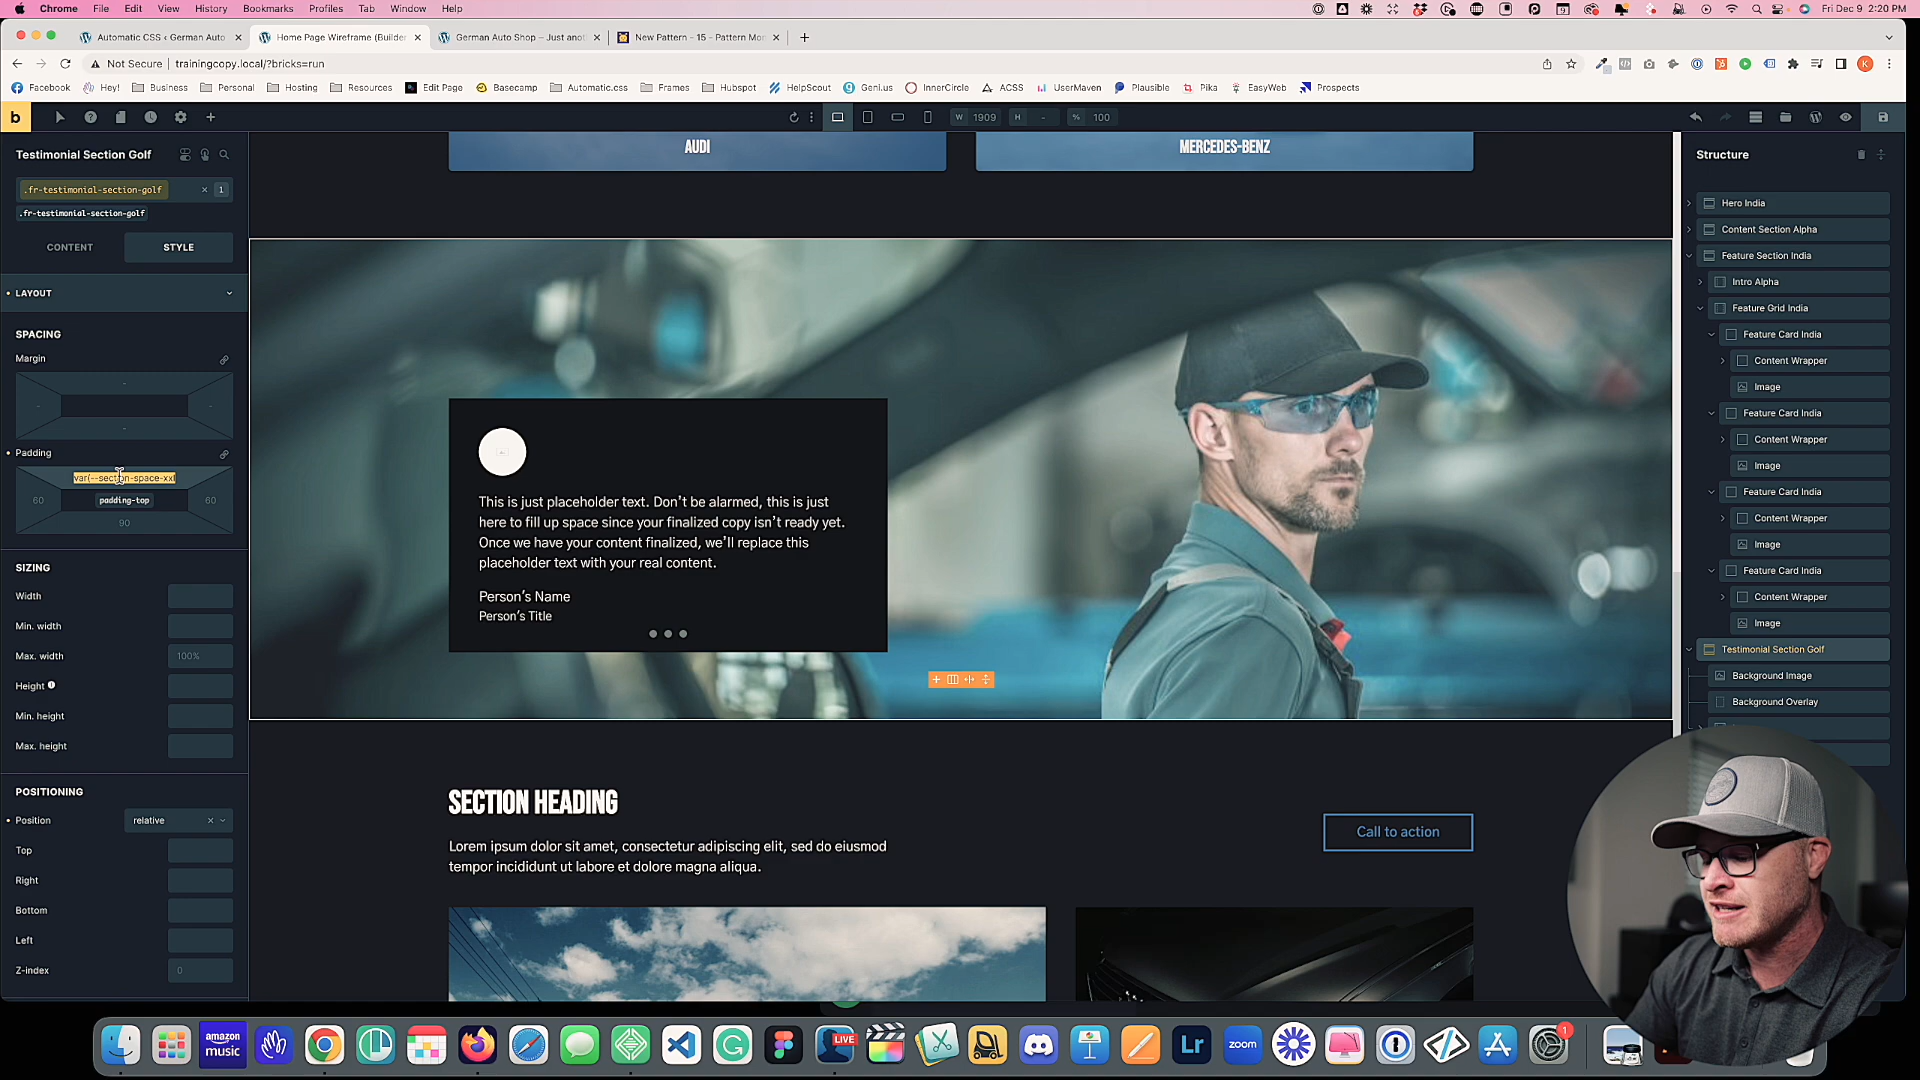 Chrome File Edit View History Bookmarks Profiles Tab Window Help
Fri Dec 9 2:20 PM
Automatic CSS ‹ German Auto
Home Page Wireframe (Builder
German Auto Shop – Just anot
New Pattern - 15 - Pattern Mon
Not Secure trainingcopy.local/?bricks=run
Facebook Hey! Business Personal Hosting Resources Edit Page Basecamp Automatic.css Frames Hubspot HelpScout Geni.us InnerCircle ACSS UserMaven Plausible Pika EasyWeb Prospects
b
W 1909 H - % 100
Testimonial Section Golf
.fr-testimonial-section-golf × 1
.fr-testimonial-section-golf
CONTENT STYLE
LAYOUT
SPACING
Margin
Padding
var(--section-space-xxl
60 padding-top 60
90
SIZING
Width
Min. width
Max. width 100%
Height
Min. height
Max. height
POSITIONING
Position relative
Top
Right
Bottom
Left
Z-index 0
AUDI
MERCEDES-BENZ
This is just placeholder text. Don't be alarmed, this is just
here to fill up space since your finalized copy isn't ready yet.
Once we have your content finalized, we'll replace this
placeholder text with your real content.
Person's Name
Person's Title
SECTION HEADING
Lorem ipsum dolor sit amet, consectetur adipiscing elit, sed do eiusmod
tempor incididunt ut labore et dolore magna aliqua.
Call to action
Structure
Hero India
Content Section Alpha
Feature Section India
Intro Alpha
Feature Grid India
Feature Card India
Content Wrapper
Image
Feature Card India
Content Wrapper
Image
Feature Card India
Content Wrapper
Image
Feature Card India
Content Wrapper
Image
Testimonial Section Golf
Background Image
Background Overlay
amazon
music
LIVE
Lr
zoom
1